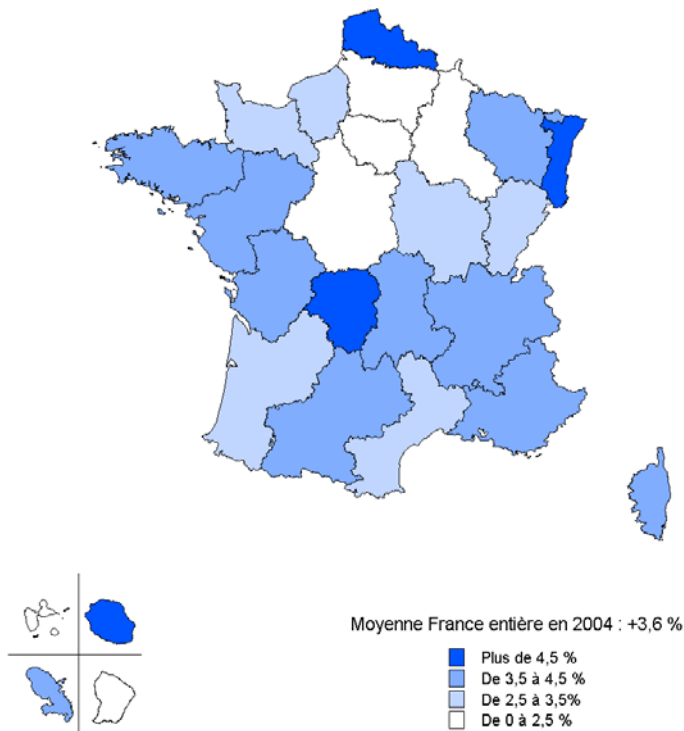 Moyenne France entière en 2004 : +3,6 %
Plus de 4,5 %
De 3,5 à 4,5 %
De 2,5 à 3,5%
De 0 à 2,5 %